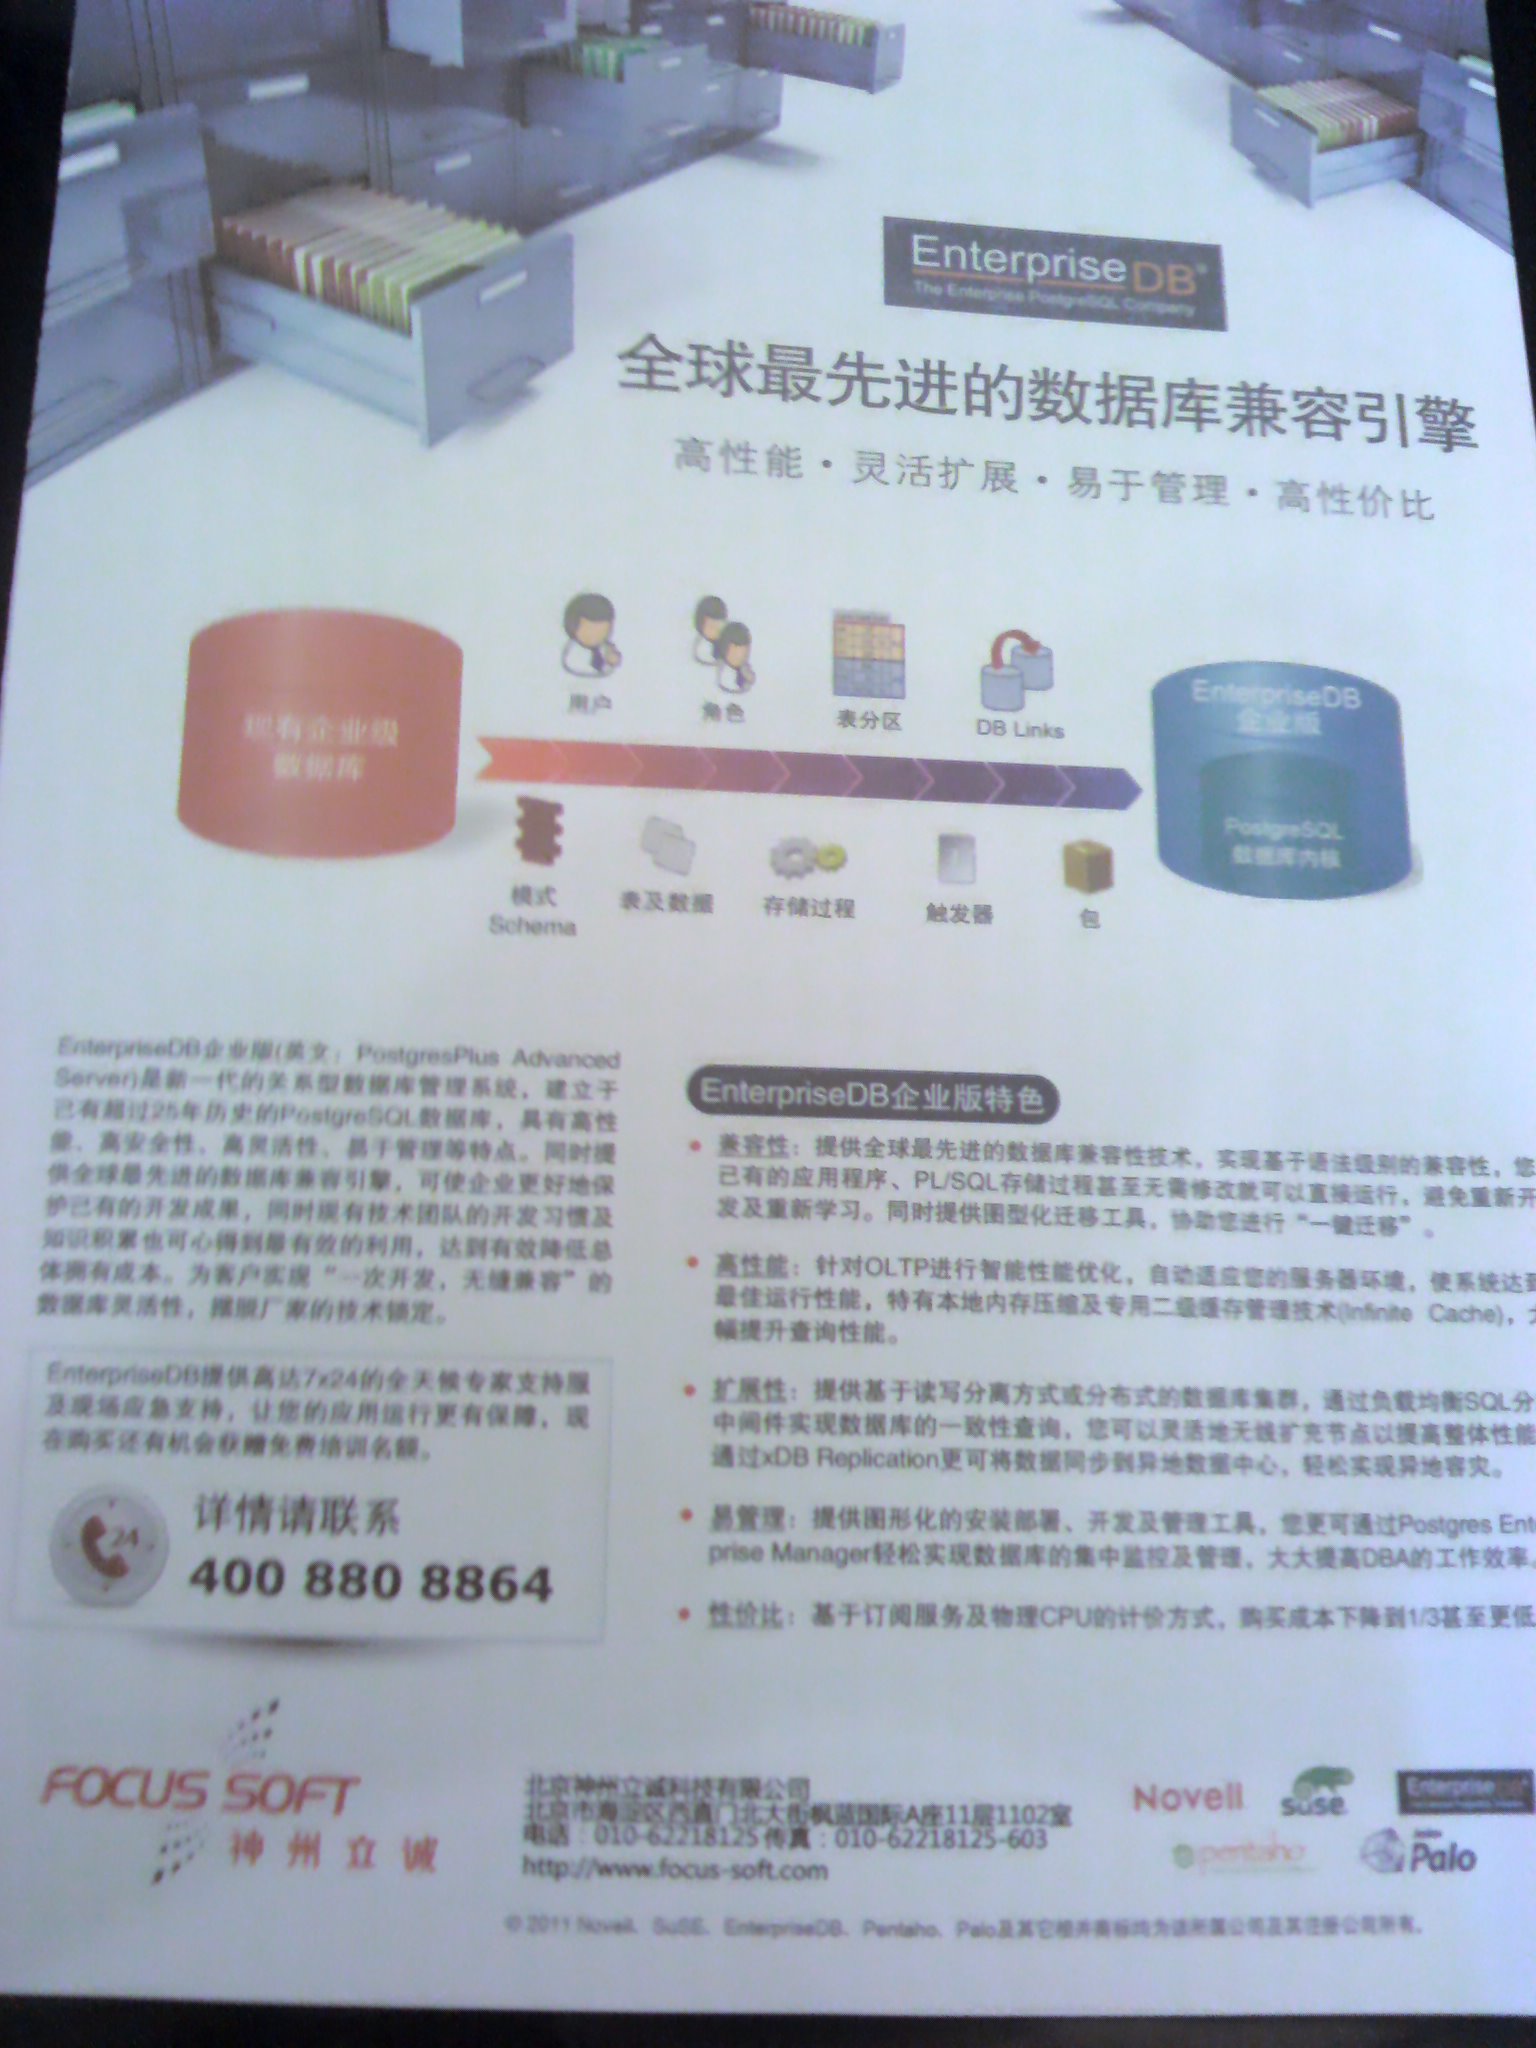 EnterpriseDB®
The Enterprise PostgreSQL Company
全球最先进的数据库兼容引擎
高性能·灵活扩展·易于管理·高性价比
用户
角色
表分区
DB Links
现有企业级
数据库
EnterpriseDB
企业版
PostgreSQL
数据库内核
模式
Schema
表及数据
存储过程
触发器
包
EnterpriseDB企业版(英文：PostgresPlus Advanced
Server)是新一代的关系型数据库管理系统，建立于
已有超过25年历史的PostgreSQL数据库，具有高性
能、高安全性、高灵活性、易于管理等特点。同时提
供全球最先进的数据库兼容引擎，可使企业更好地保
护已有的开发成果，同时现有技术团队的开发习惯及
知识积累也可心得到最有效的利用，达到有效降低总
体拥有成本。为客户实现“一次开发，无缝兼容”的
数据库灵活性，摆脱厂家的技术锁定。
EnterpriseDB提供高达7x24的全天候专家支持服
及现场应急支持，让您的应用运行更有保障，现
在购买还有机会获赠免费培训名额。
24
详情请联系
400 880 8864
EnterpriseDB企业版特色
• 兼容性：提供全球最先进的数据库兼容性技术，实现基于语法级别的兼容性，您
已有的应用程序、PL/SQL存储过程甚至无需修改就可以直接运行，避免重新开
发及重新学习。同时提供图型化迁移工具，协助您进行“一键迁移”。
• 高性能：针对OLTP进行智能性能优化，自动适应您的服务器环境，使系统达到
最佳运行性能，特有本地内存压缩及专用二级缓存管理技术(Infinite Cache)，大
幅提升查询性能。
• 扩展性：提供基于读写分离方式或分布式的数据库集群，通过负载均衡SQL分
中间件实现数据库的一致性查询，您可以灵活地无线扩充节点以提高整体性能
通过xDB Replication更可将数据同步到异地数据中心，轻松实现异地容灾。
• 易管理：提供图形化的安装部署、开发及管理工具，您更可通过Postgres Enter
prise Manager轻松实现数据库的集中监控及管理，大大提高DBA的工作效率。
• 性价比：基于订阅服务及物理CPU的计价方式，购买成本下降到1/3甚至更低
FOCUS SOFT
神州立诚
北京神州立诚科技有限公司
北京市海淀区西直门北大街枫蓝国际A座11层1102室
电话：010-62218125 传真：010-62218125-603
http://www.focus-soft.com
Novell
SUSE
EnterpriseDB
pentaho
Palo
© 2011 Novell、SuSE、EnterpriseDB、Pentaho、Palo及其它相并商标均为该所属公司及其注册公司所有。